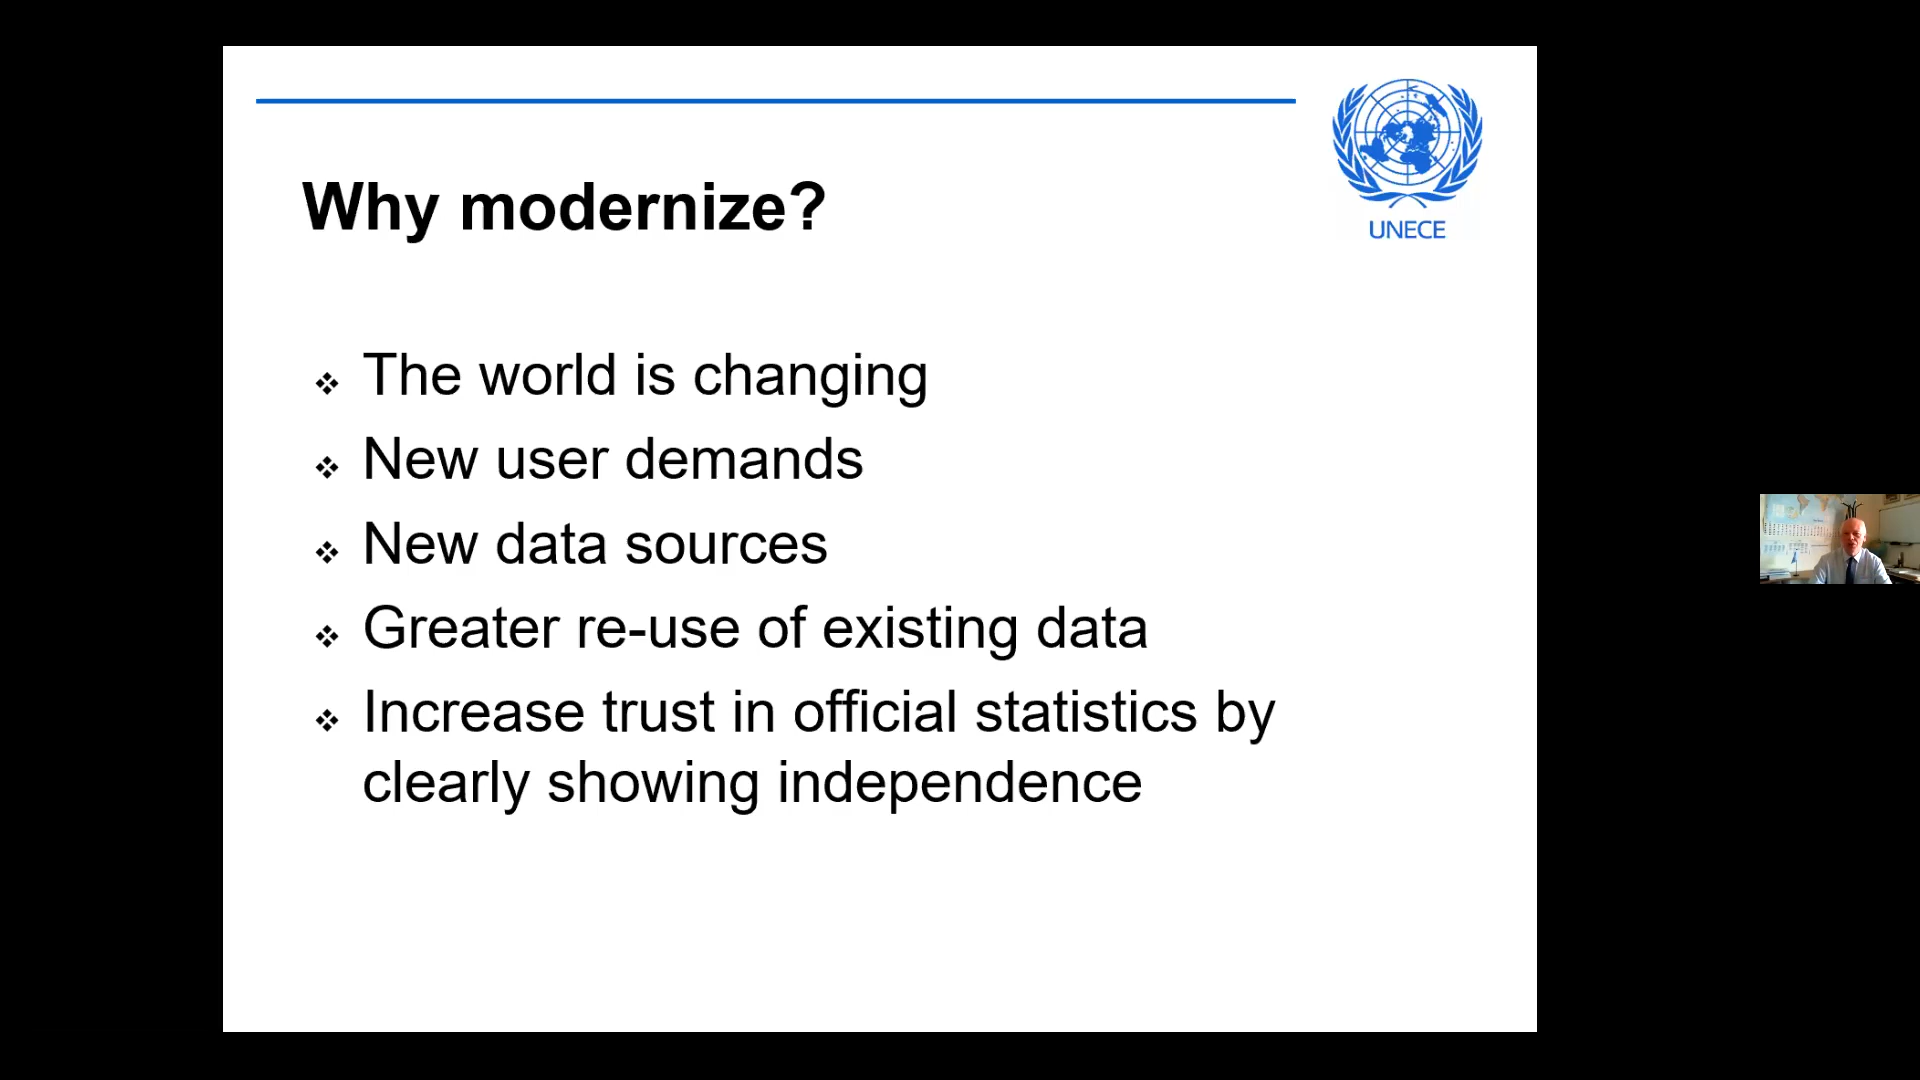 Why modernize?
UNECE
The world is changing
New user demands
New data sources
Greater re-use of existing data
Increase trust in official statistics by
clearly showing independence